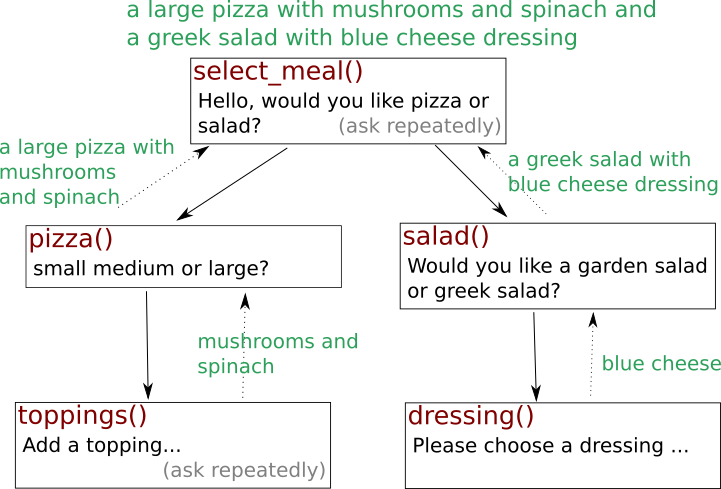 a large pizza with mushrooms and spinach and
a greek salad with blue cheese dressing
select_meal()
Hello, would you like pizza or
salad? (ask repeatedly)
a large pizza with
mushrooms
and spinach
a greek salad with
blue cheese dressing
pizza()
small medium or large?
salad()
Would you like a garden salad
or greek salad?
mushrooms and
spinach
blue cheese
toppings()
Add a topping...
(ask repeatedly)
dressing()
Please choose a dressing ...